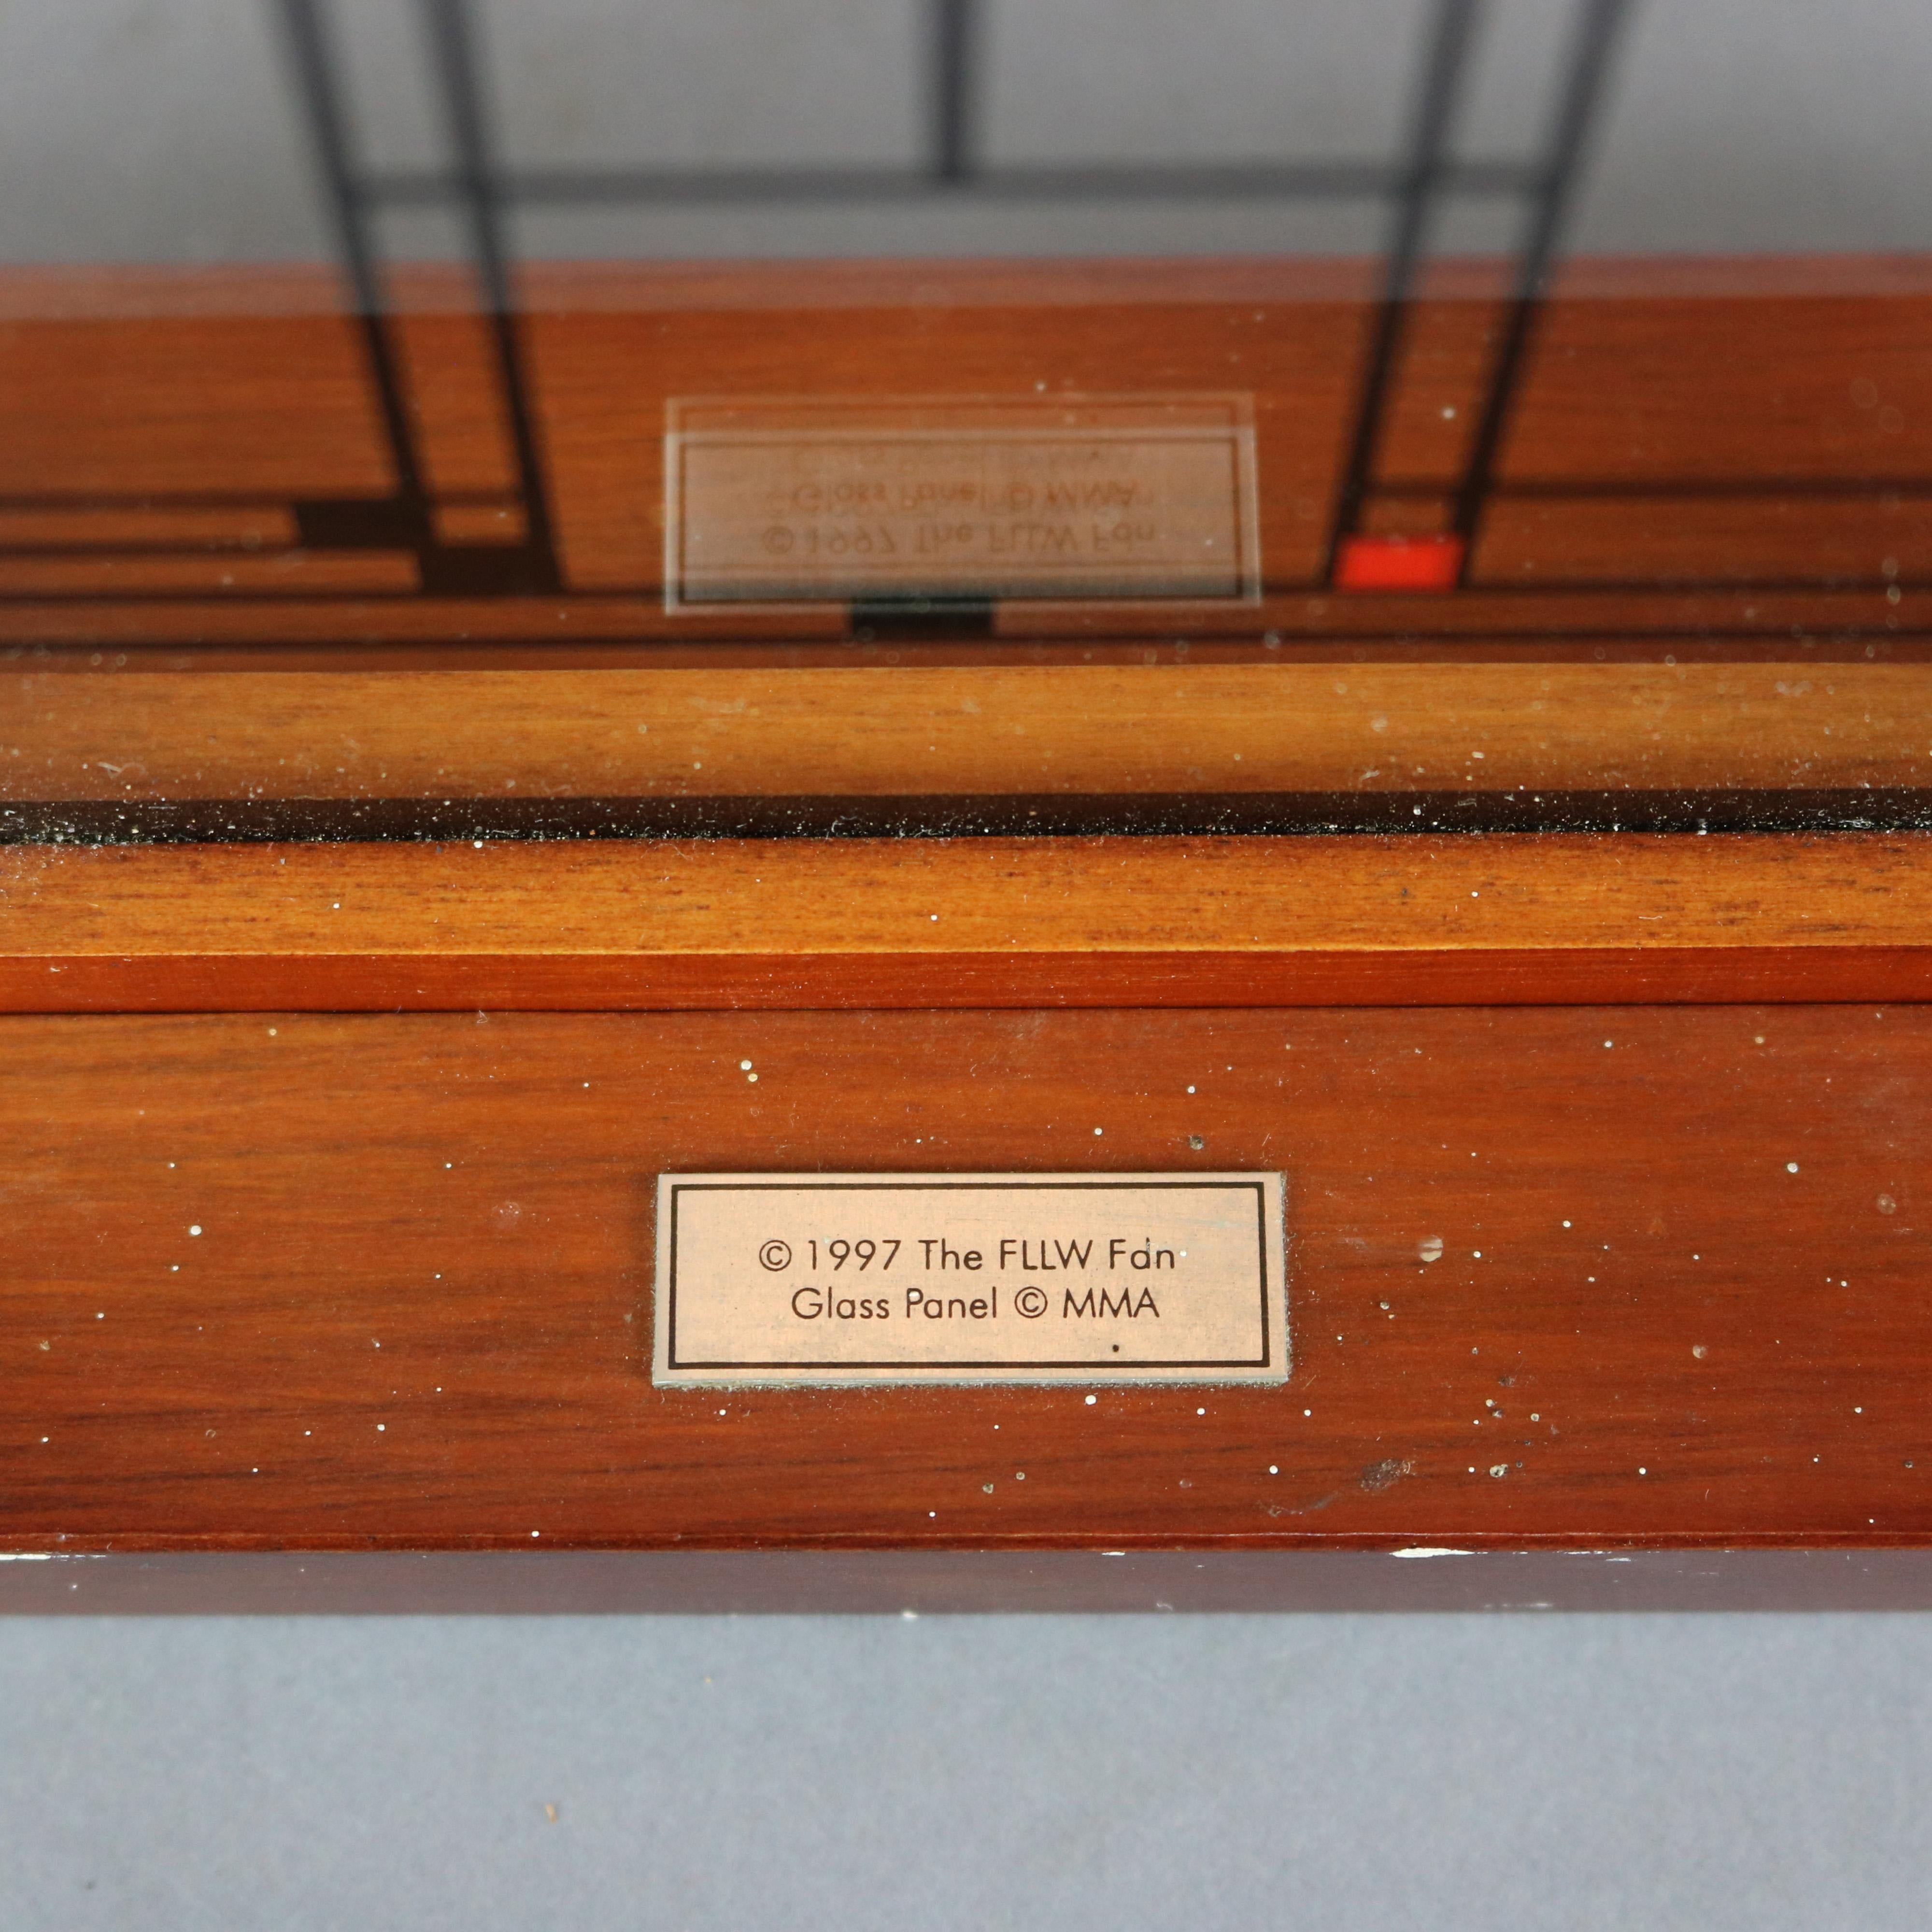 © 1997 The FLLW Fdn
Glass Panel © MMA